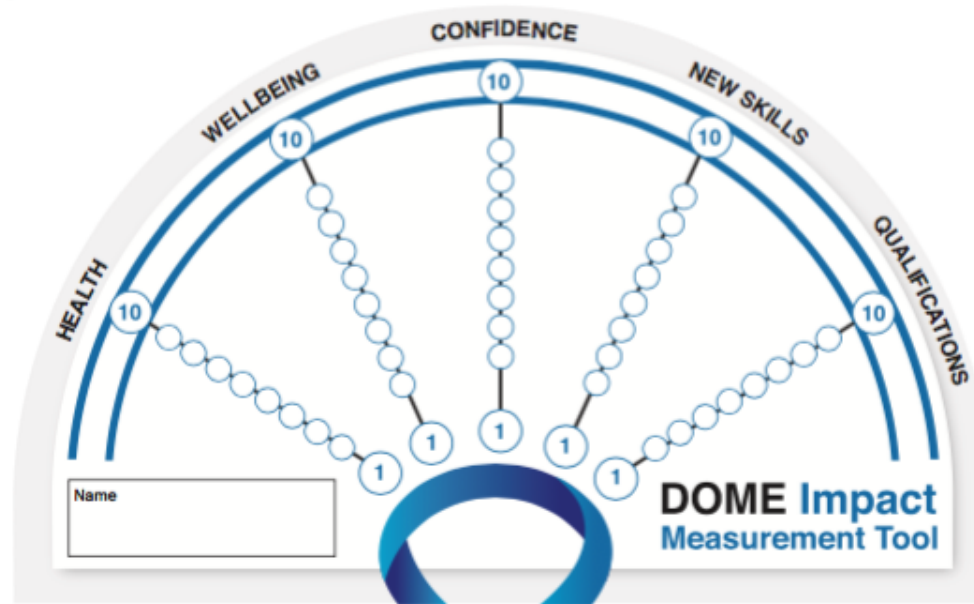 CONFIDENCE
WELLBEING
NEW SKILLS
HEALTH
QUALIFICATIONS
10
10
10
10
10
1
1
1
1
1
Name
DOME Impact
Measurement Tool